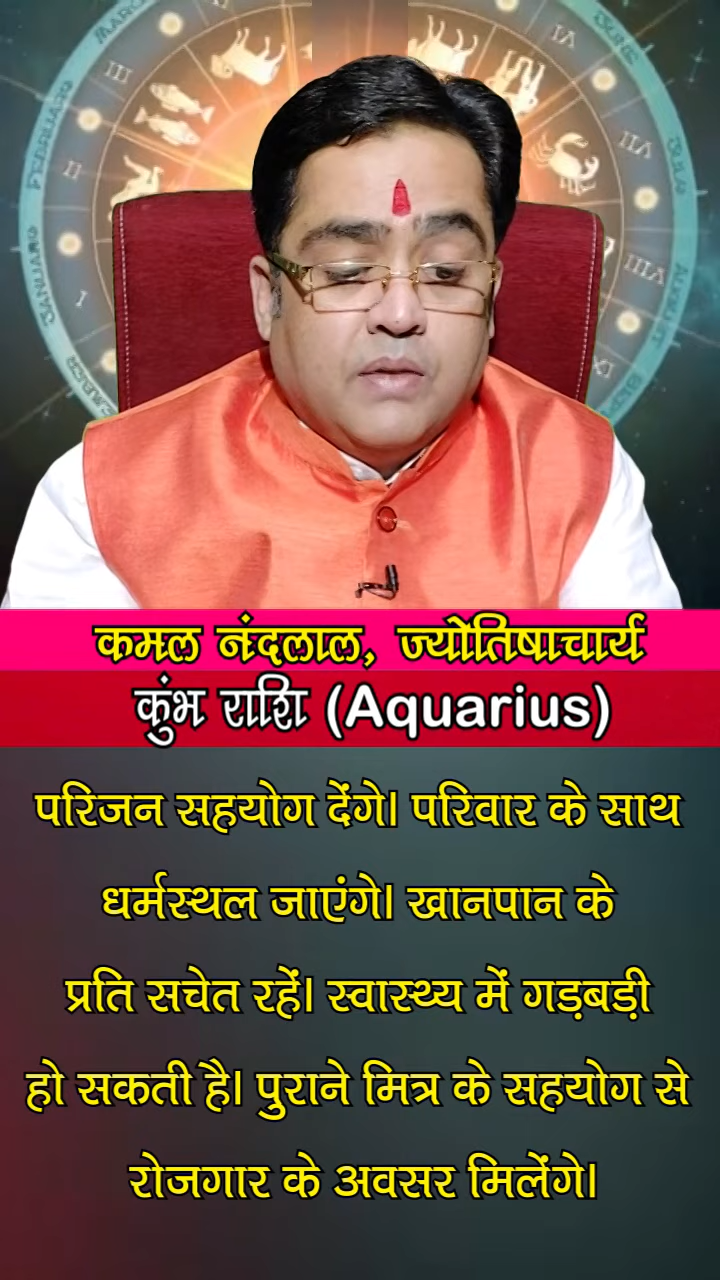 कमल नंदलाल, ज्योतिषाचार्य
कुंभ राशि (Aquarius)
परिजन सहयोग देंगे। परिवार के साथ
धर्मस्थल जाएंगे। खानपान के
प्रति सचेत रहें। स्वास्थ्य में गड़बड़ी
हो सकती है। पुराने मित्र के सहयोग से
रोजगार के अवसर मिलेंगे।